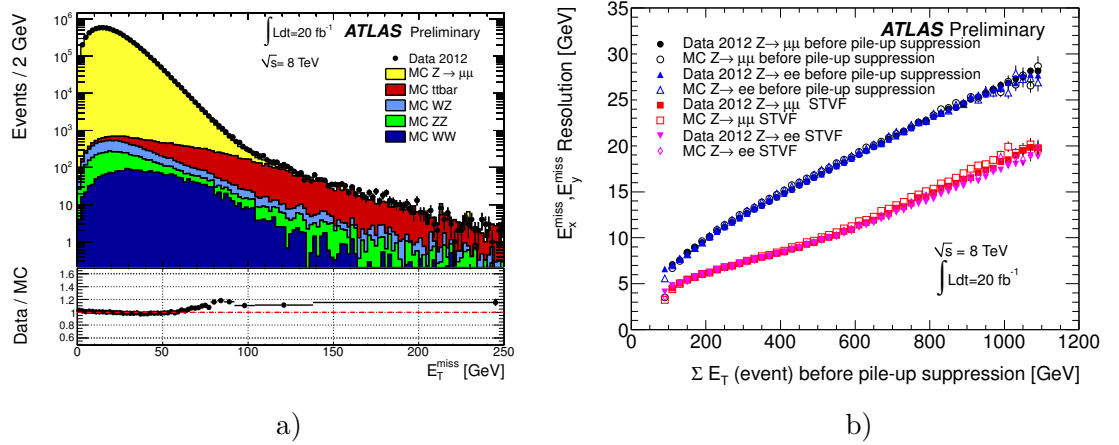 Events / 2 GeV
10⁶
10⁵
10⁴
10³
10²
10
1
∫ Ldt=20 fb⁻¹
√s= 8 TeV
ATLAS Preliminary
Data 2012
MC Z→ μμ
MC ttbar
MC WZ
MC ZZ
MC WW
Data / MC
1.6
1.4
1.2
1
0.8
0.6
0 50 100 150 200 250
E_T^miss [GeV]
a)
E_x^miss,E_y^miss Resolution [GeV]
35
30
25
20
15
10
5
0
ATLAS Preliminary
Data 2012 Z→ μμ before pile-up suppression
MC Z→ μμ before pile-up suppression
Data 2012 Z→ ee before pile-up suppression
MC Z→ ee before pile-up suppression
Data 2012 Z→ μμ STVF
MC Z→ μμ STVF
Data 2012 Z→ ee STVF
MC Z→ ee STVF
√s = 8 TeV
∫ Ldt=20 fb⁻¹
0 200 400 600 800 1000 1200
Σ E_T (event) before pile-up suppression [GeV]
b)